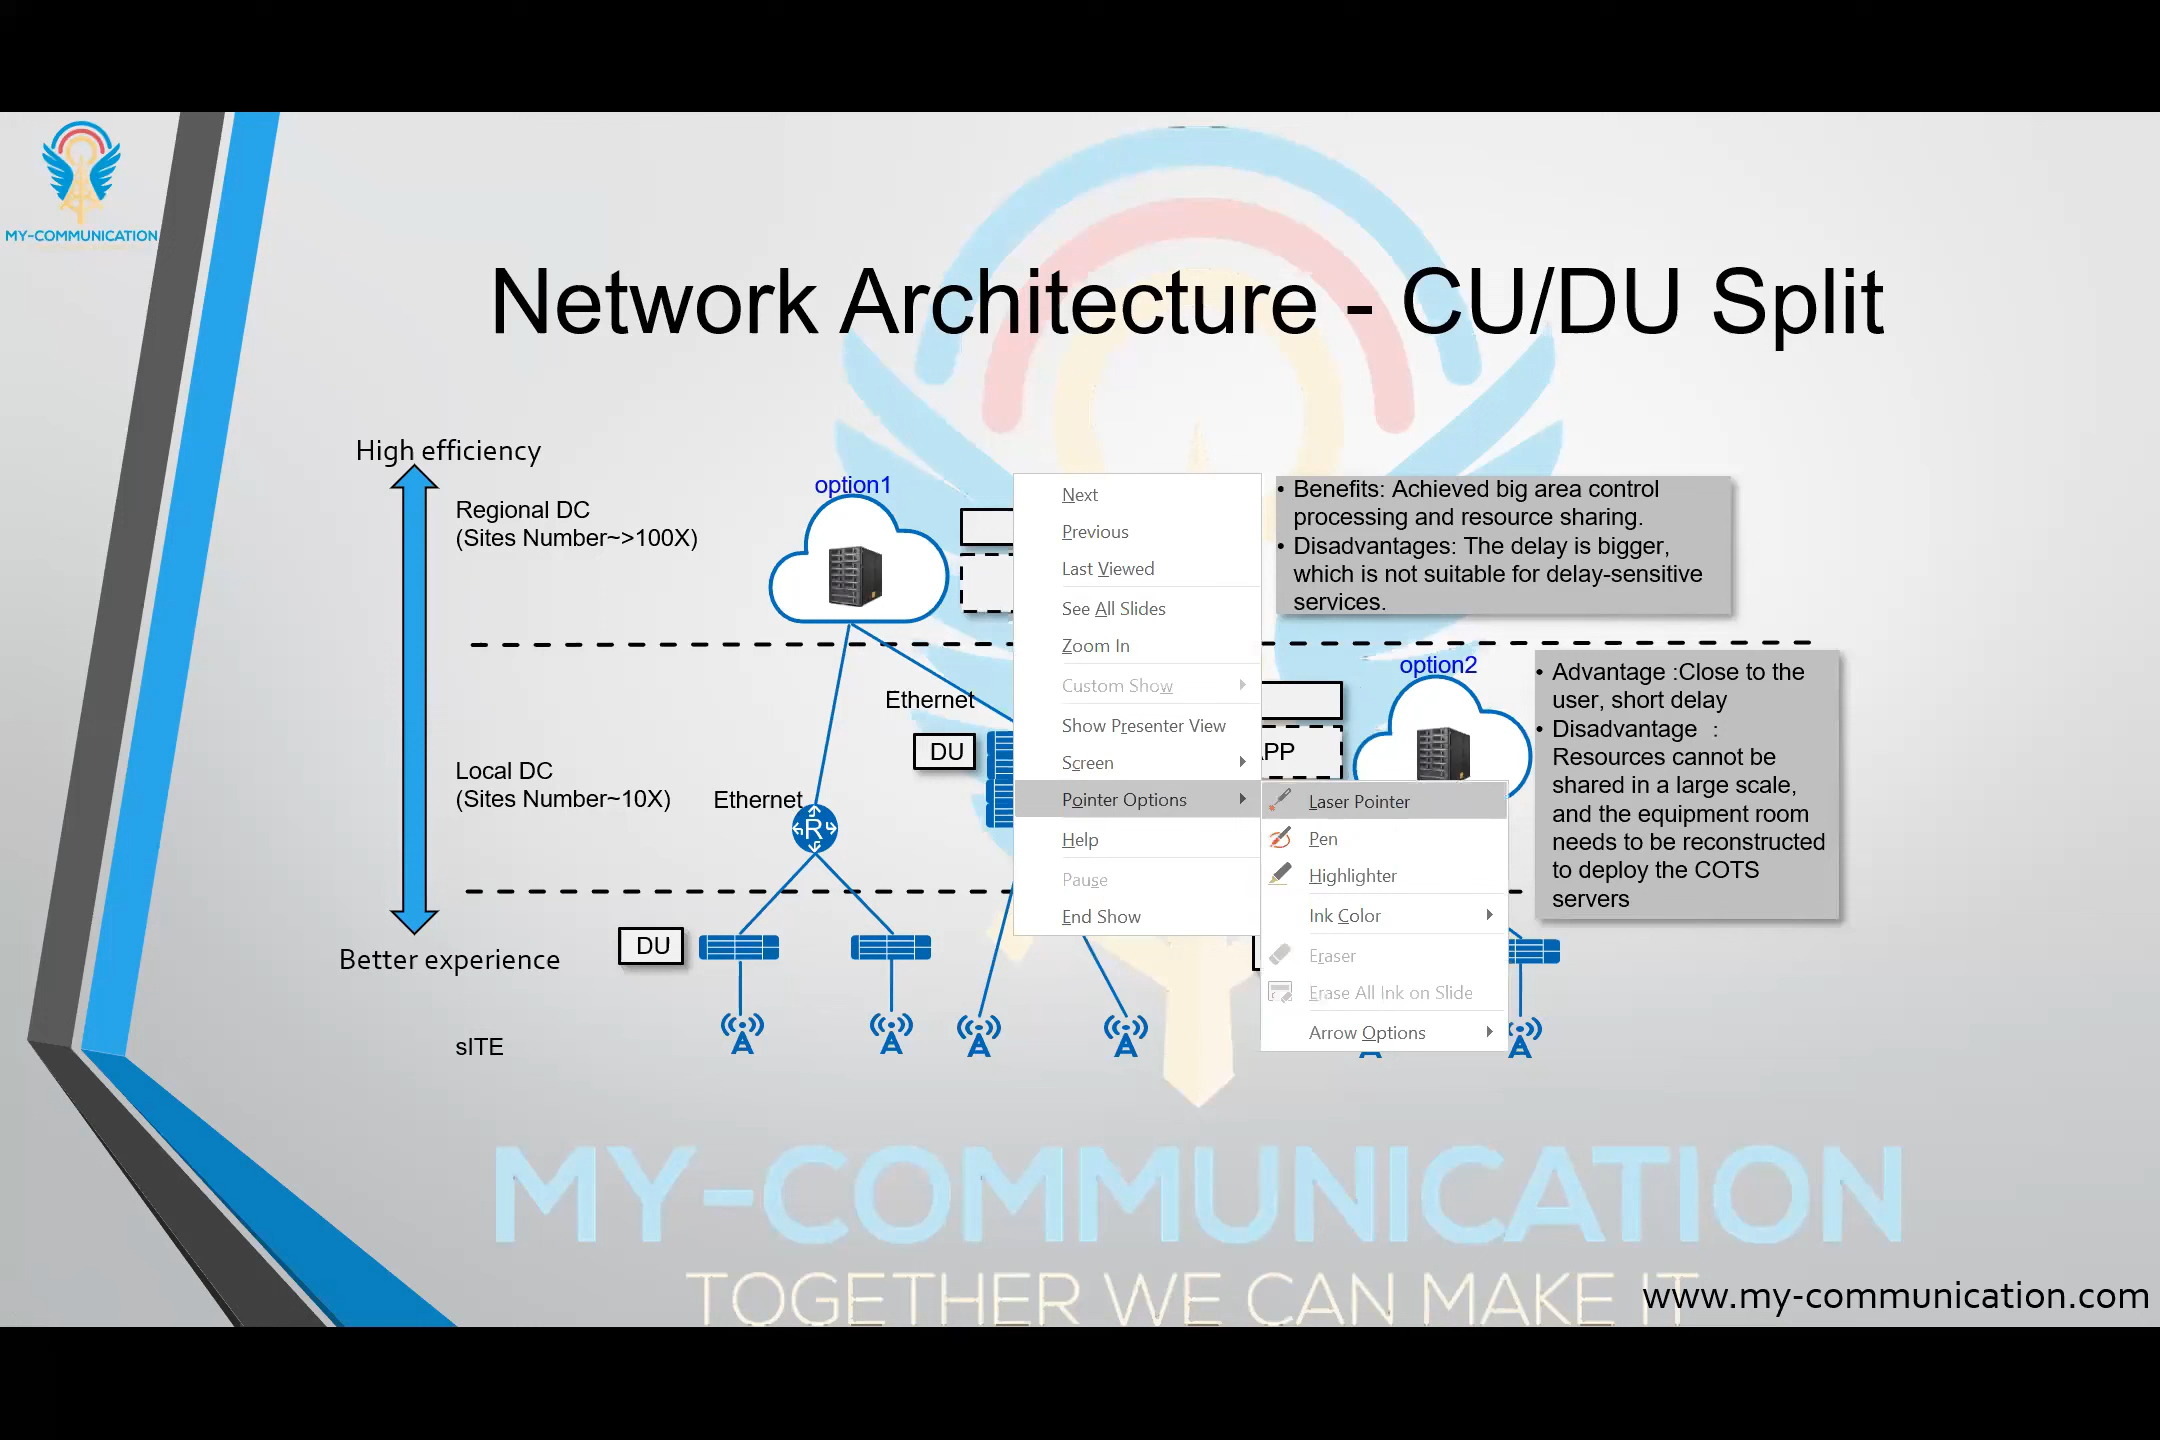 MY-COMMUNICATION
Network Architecture - CU/DU Split
High efficiency
Regional DC
(Sites Number~>100X)
option1
• Benefits: Achieved big area control
processing and resource sharing.
• Disadvantages: The delay is bigger,
which is not suitable for delay-sensitive
services.
Next
Previous
Last Viewed
See All Slides
Zoom In
Custom Show
Show Presenter View
Screen
Pointer Options
Help
Pause
End Show
Laser Pointer
Pen
Highlighter
Ink Color
Eraser
Erase All Ink on Slide
Arrow Options
option2
• Advantage :Close to the
user, short delay
• Disadvantage ：
Resources cannot be
shared in a large scale,
and the equipment room
needs to be reconstructed
to deploy the COTS
servers
Ethernet
DU
Local DC
(Sites Number~10X)
Ethernet
R
DU
Better experience
sITE
MY-COMMUNICATION
TOGETHER WE CAN MAKE IT
www.my-communication.com